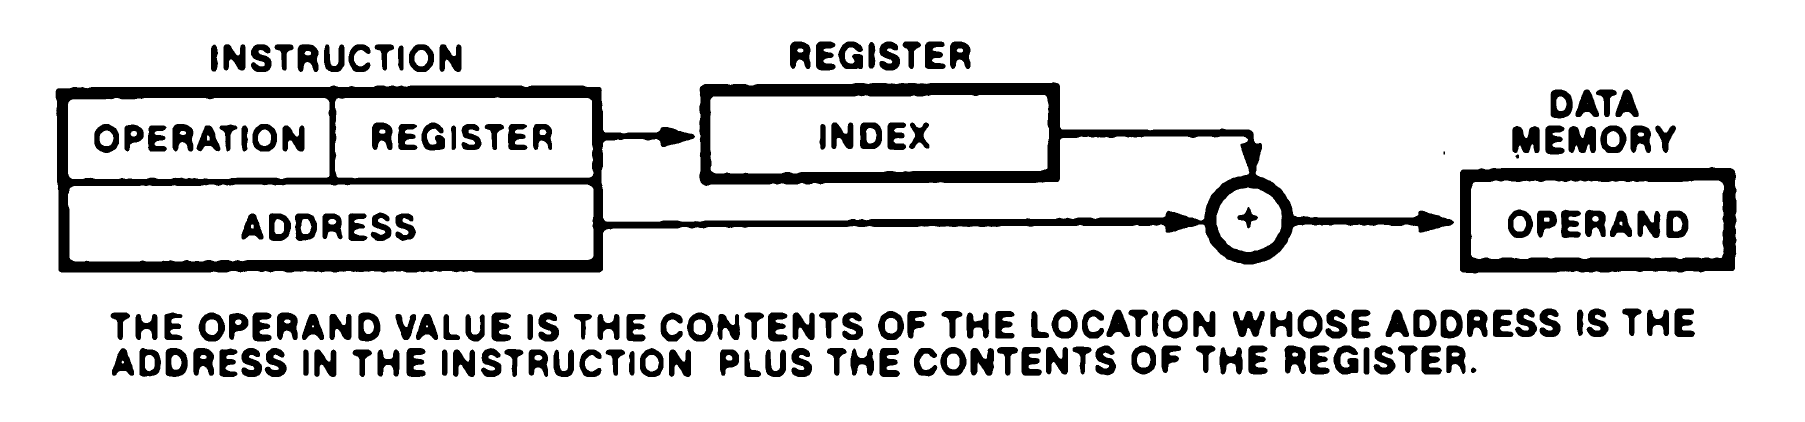 INSTRUCTION
REGISTER
DATA
MEMORY
OPERATION
REGISTER
INDEX
ADDRESS
+
OPERAND
THE OPERAND VALUE IS THE CONTENTS OF THE LOCATION WHOSE ADDRESS IS THE
ADDRESS IN THE INSTRUCTION PLUS THE CONTENTS OF THE REGISTER.